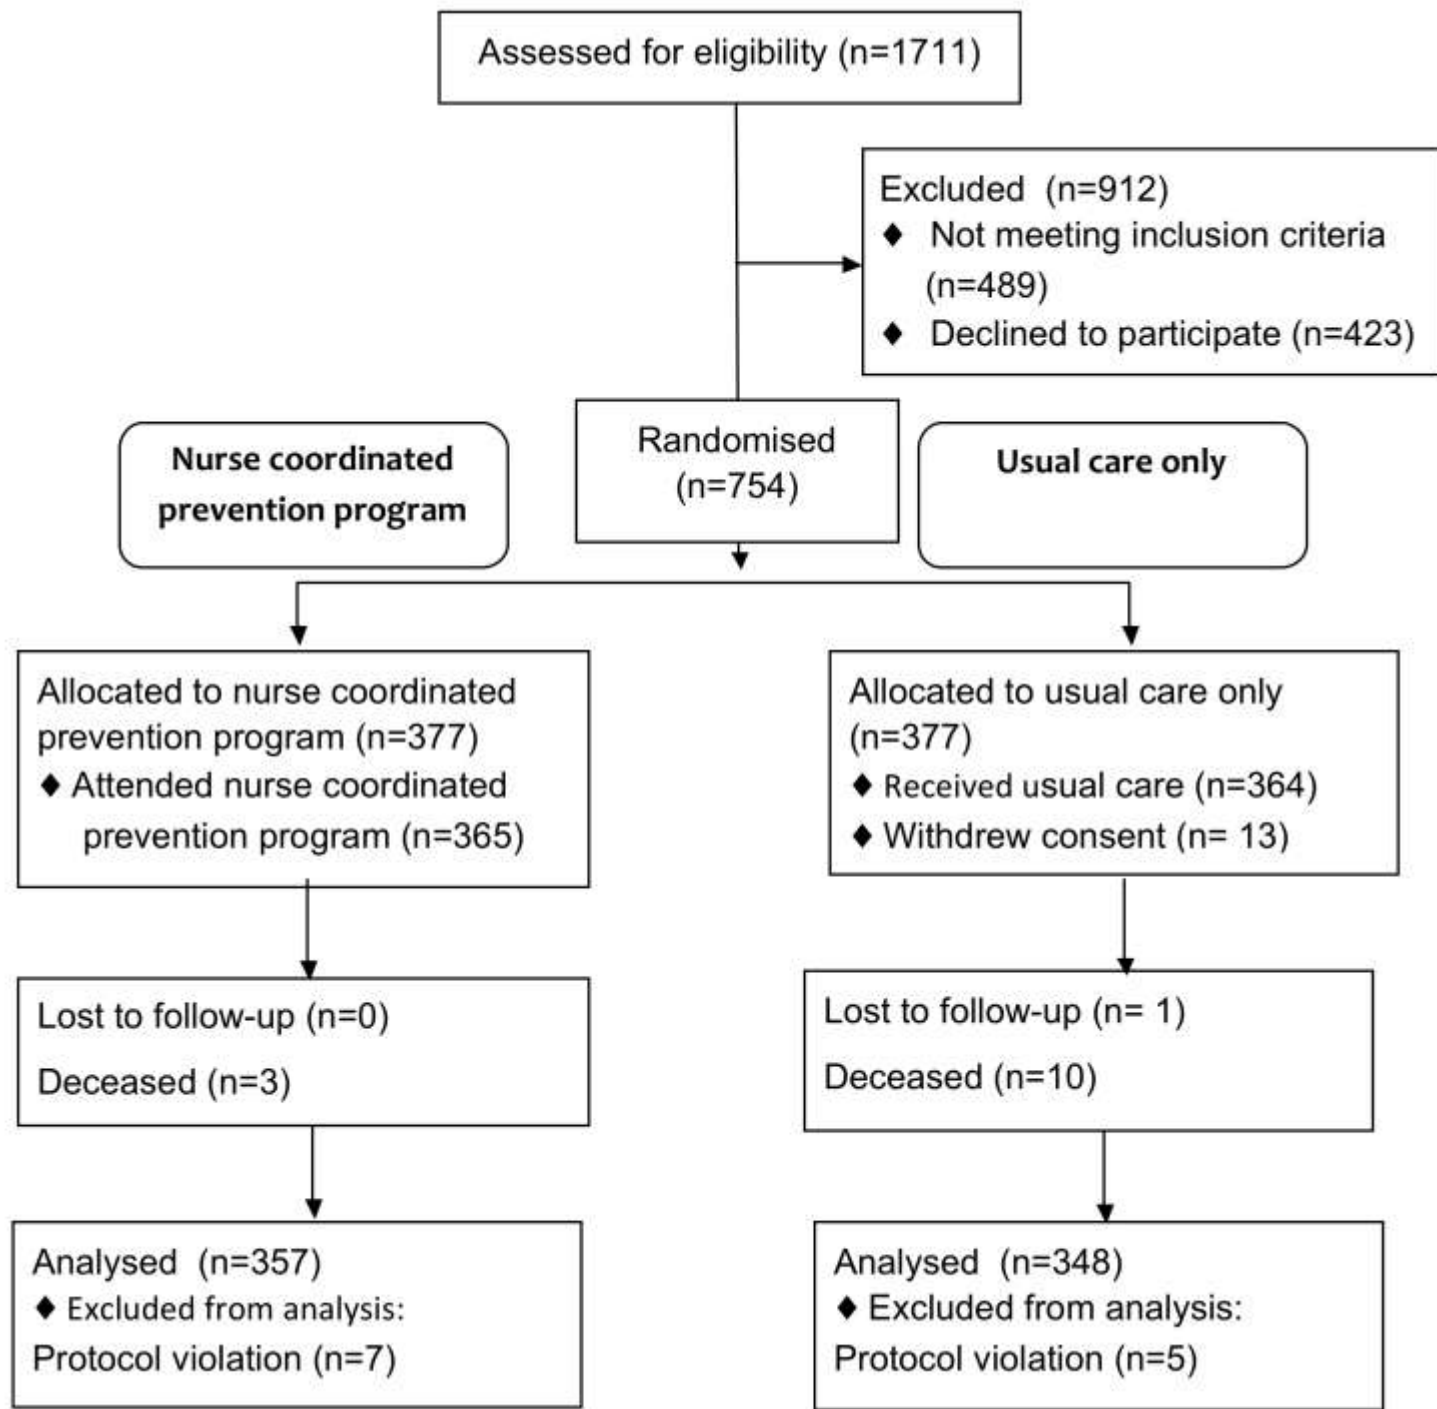 Assessed for eligibility (n=1711)
Excluded  (n=912)
♦ Not meeting inclusion criteria
(n=489)
♦ Declined to participate (n=423)
Randomised
(n=754)
Nurse coordinated
prevention program
Usual care only
Allocated to nurse coordinated
prevention program (n=377)
♦ Attended nurse coordinated
prevention program (n=365)
Allocated to usual care only
(n=377)
♦ Received usual care (n=364)
♦ Withdrew consent (n= 13)
Lost to follow-up (n=0)
Deceased (n=3)
Lost to follow-up (n= 1)
Deceased (n=10)
Analysed  (n=357)
♦ Excluded from analysis:
Protocol violation (n=7)
Analysed  (n=348)
♦ Excluded from analysis:
Protocol violation (n=5)